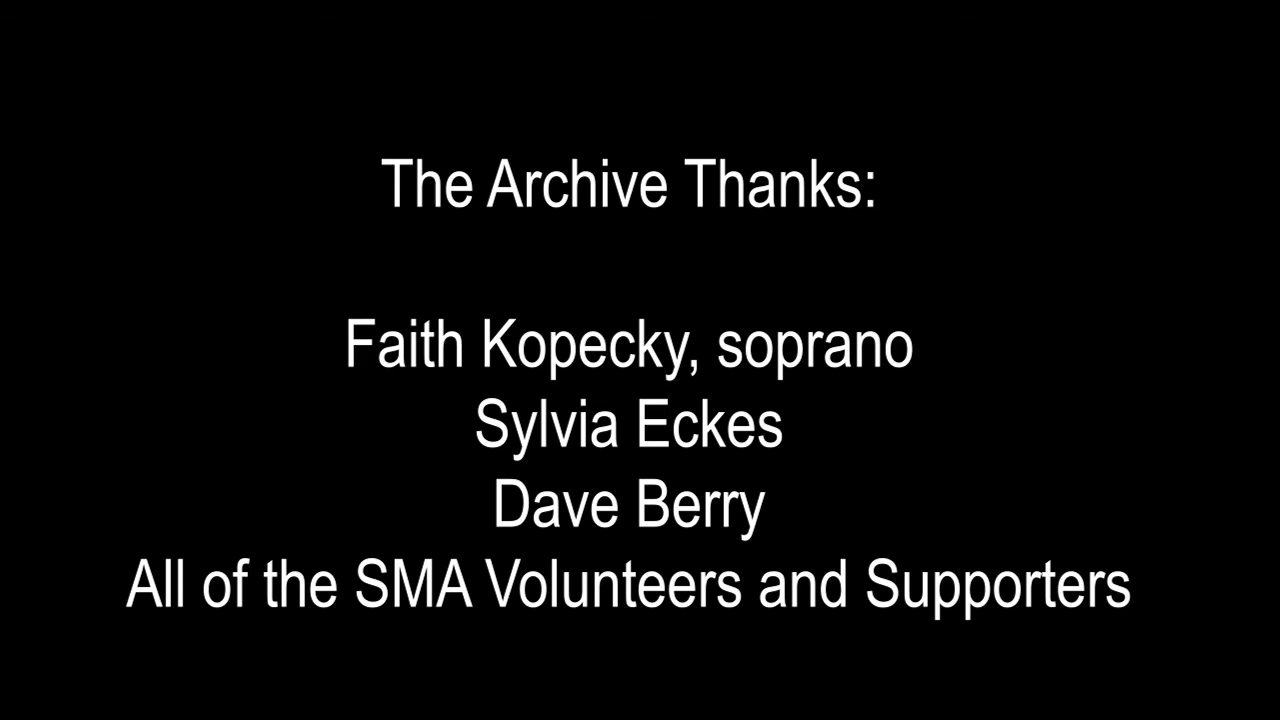 The Archive Thanks:
Faith Kopecky, soprano
Sylvia Eckes
Dave Berry
All of the SMA Volunteers and Supporters